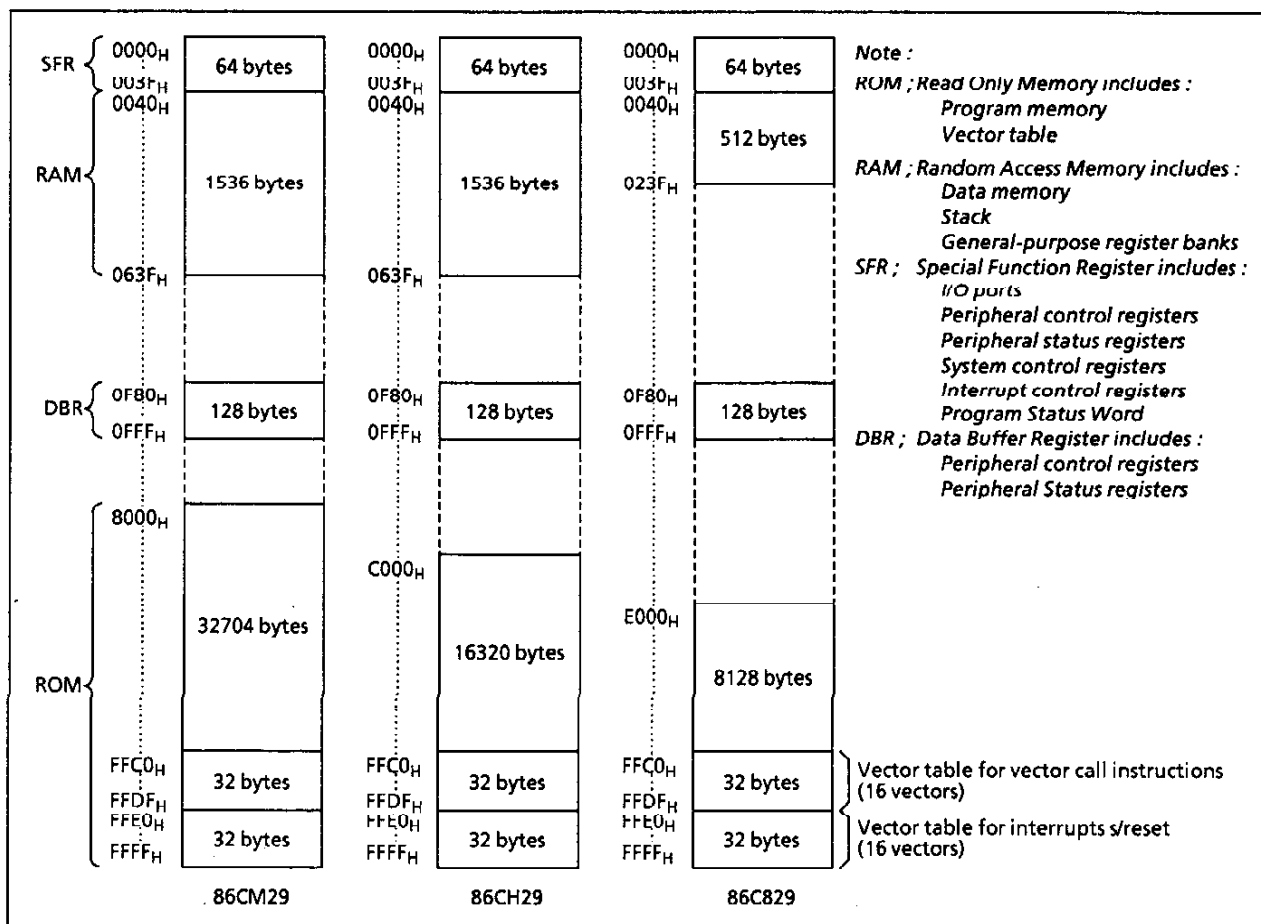 SFR
0000H
003FH
64 bytes
RAM
0040H
1536 bytes
063FH
DBR
0F80H
128 bytes
0FFFH
ROM
8000H
32704 bytes
FFC0H
32 bytes
FFDFH
FFE0H
32 bytes
FFFFH
86CM29
0000H
64 bytes
003FH
0040H
1536 bytes
063FH
0F80H
128 bytes
0FFFH
C000H
16320 bytes
FFC0H
32 bytes
FFDFH
FFE0H
32 bytes
FFFFH
86CH29
0000H
64 bytes
003FH
0040H
512 bytes
023FH
0F80H
128 bytes
0FFFH
E000H
8128 bytes
FFC0H
32 bytes
FFDFH
FFE0H
32 bytes
FFFFH
86C829
Note :
ROM ; Read Only Memory includes :
Program memory
Vector table
RAM ; Random Access Memory includes :
Data memory
Stack
General-purpose register banks
SFR ; Special Function Register includes :
I/O ports
Peripheral control registers
Peripheral status registers
System control registers
Interrupt control registers
Program Status Word
DBR ; Data Buffer Register includes :
Peripheral control registers
Peripheral Status registers
Vector table for vector call instructions
(16 vectors)
Vector table for interrupts s/reset
(16 vectors)